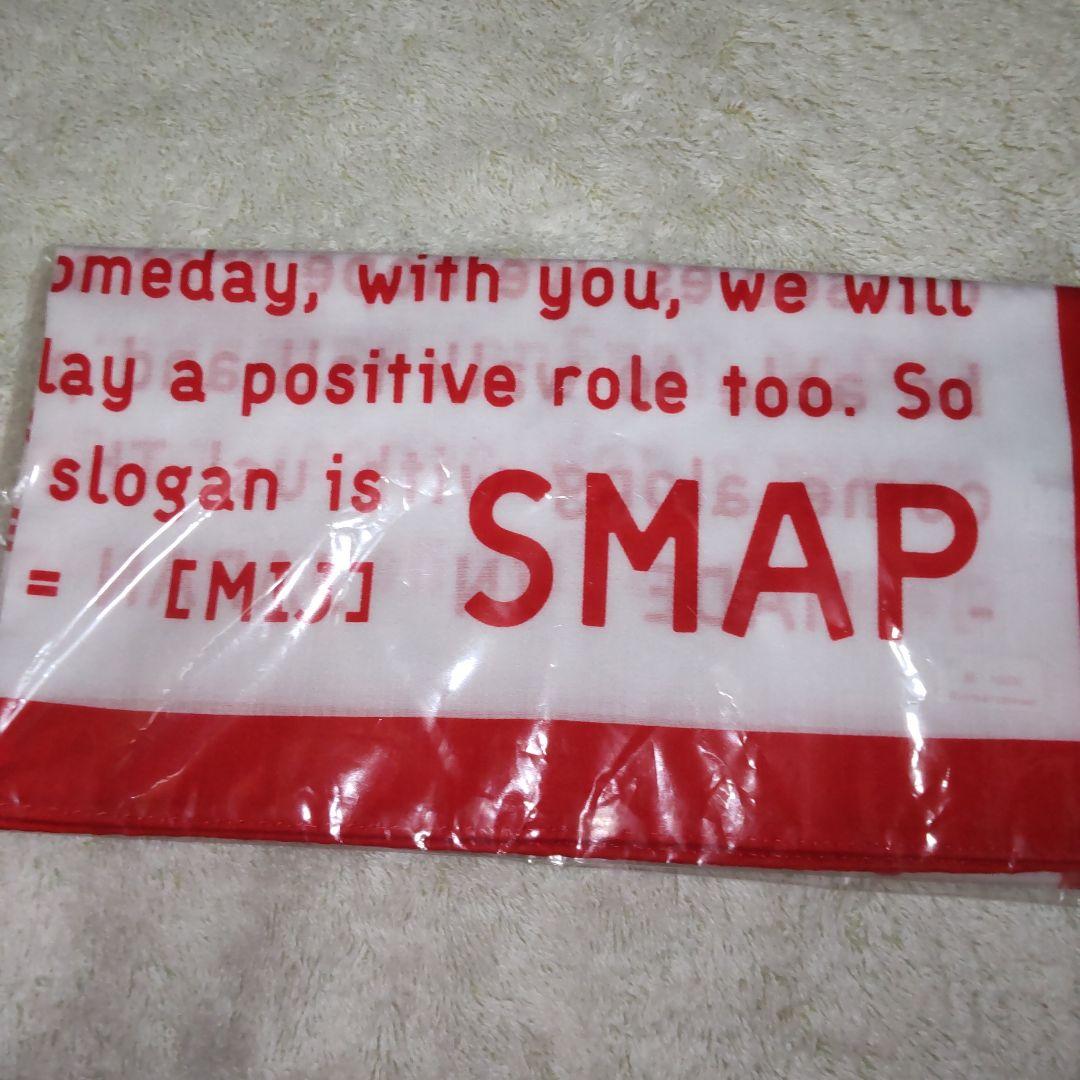 omeday, with you, we will
lay a positive role too. So
slogan is SMAP
= [MIJ]